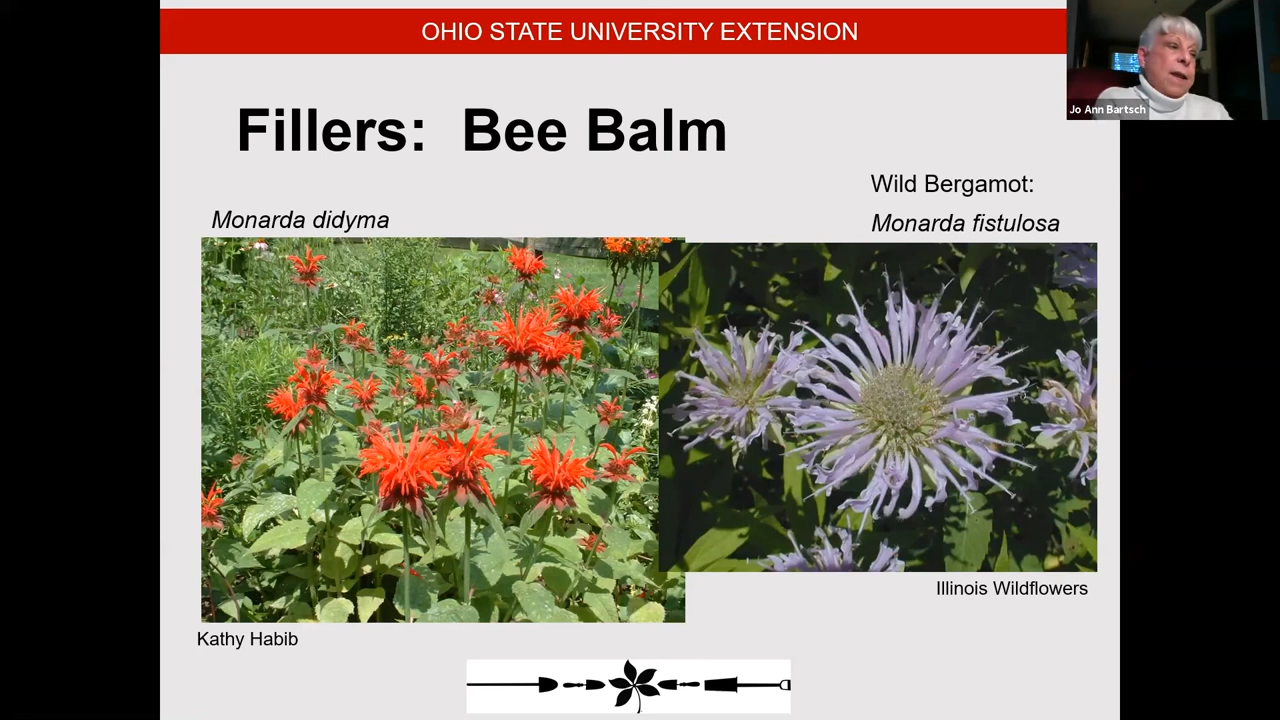 OHIO STATE UNIVERSITY EXTENSION
Jo Ann Bartsch
Fillers: Bee Balm
Wild Bergamot:
Monarda didyma
Monarda fistulosa
Illinois Wildflowers
Kathy Habib